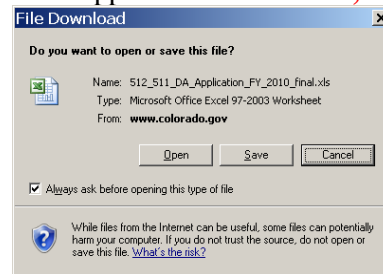 File Download
Do you want to open or save this file?
Name: 512_511_DA_Application_FY_2010_final.xls
Type: Microsoft Office Excel 97-2003 Worksheet
From: www.colorado.gov
Open Save Cancel
Always ask before opening this type of file
While files from the Internet can be useful, some files can potentially
harm your computer. If you do not trust the source, do not open or
save this file. What's the risk?